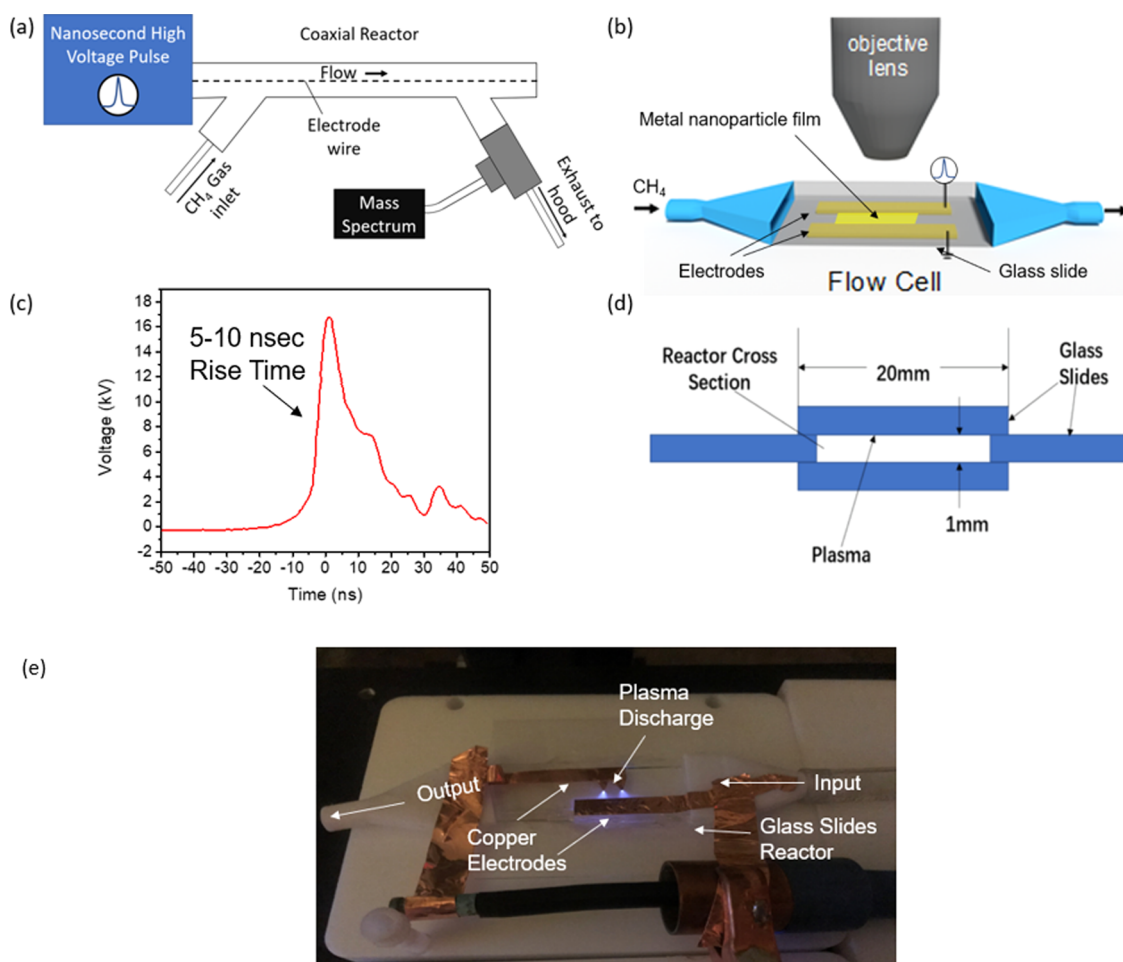 (a)
Nanosecond High
Voltage Pulse
Coaxial Reactor
Flow
Electrode
wire
CH₄ Gas
inlet
Mass
Spectrum
Exhaust to
hood
(b)
objective
lens
Metal nanoparticle film
CH₄
Electrodes
Glass slide
Flow Cell
(c)
5-10 nsec
Rise Time
Voltage (kV)
18
16
14
12
10
8
6
4
2
0
-2
-50 -40 -30 -20 -10 0 10 20 30 40 50
Time (ns)
(d)
Reactor Cross
Section
20mm
Glass
Slides
1mm
Plasma
(e)
Plasma
Discharge
Output
Input
Copper
Electrodes
Glass Slides
Reactor